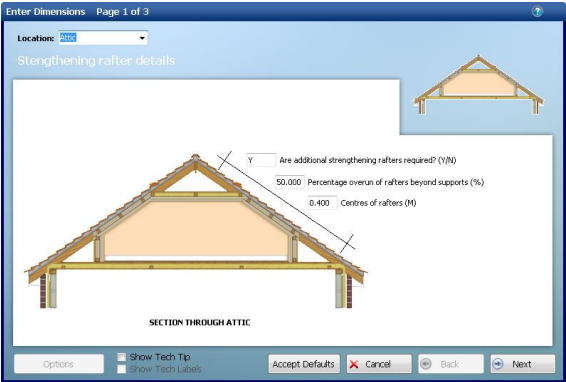 Enter Dimensions Page 1 of 3
?
Location: Attic
Stengthening rafter details
Y Are additional strengthening rafters required? (Y/N)
50.000 Percentage overun of rafters beyond supports (%)
0.400 Centres of rafters (M)
SECTION THROUGH ATTIC
Options
Show Tech Tip
Show Tech Labels
Accept Defaults
Cancel
Back
Next